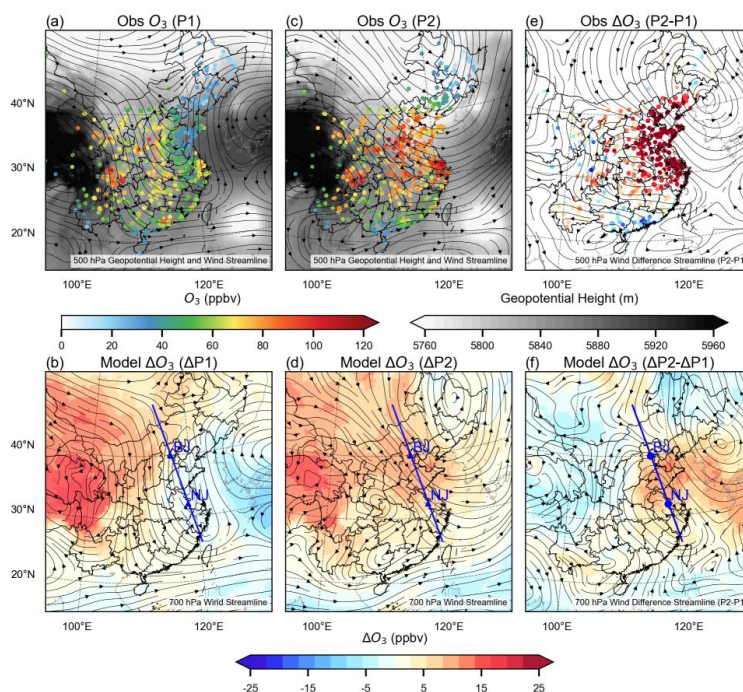 (a) Obs O₃ (P1)
(c) Obs O₃ (P2)
(e) Obs ΔO₃ (P2-P1)
40°N
30°N
20°N
500 hPa Geopotential Height and Wind Streamline
500 hPa Geopotential Height and Wind Streamline
500 hPa Wind Difference Streamline (P2-P1
100°E 120°E
100°E 120°E
100°E 120°E
O₃ (ppbv)
Geopotential Height (m)
0 20 40 60 80 100 120
5760 5800 5840 5880 5920 5960
(b) Model ΔO₃ (ΔP1)
(d) Model ΔO₃ (ΔP2)
(f) Model ΔO₃ (ΔP2-ΔP1)
40°N
30°N
20°N
BJ
NJ
BJ
NJ
BJ
NJ
700 hPa Wind Streamline
700 hPa Wind Streamline
700 hPa Wind Difference Streamline (P2-P1
100°E 120°E
100°E 120°E
100°E 120°E
ΔO₃ (ppbv)
-25 -15 -5 5 15 25